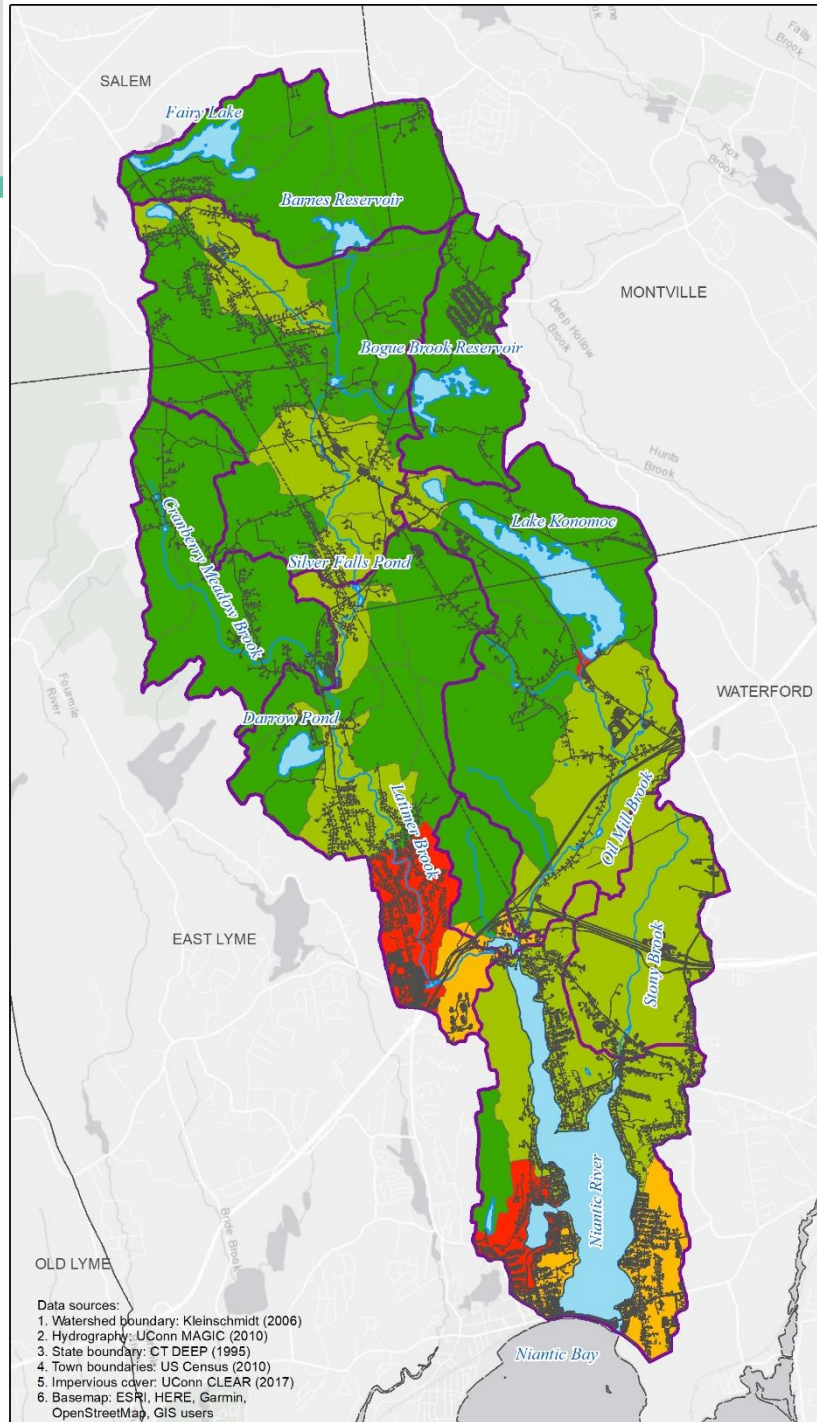 Falls
Brook
SALEM
Fairy Lake
Fox
Brook
Barnes Reservoir
MONTVILLE
Deep Hollow
Brook
Bogue Brook Reservoir
Hunts
Brook
Lake Konomoc
Cranberry Meadow Brook
Silver Falls Pond
Fourmile
River
WATERFORD
Darrow Pond
Latimer Brook
Oil Mill Brook
EAST LYME
Stony Brook
Niantic River
Bride Brook
OLD LYME
Data sources:
1. Watershed boundary: Kleinschmidt (2006)
2. Hydrography: UConn MAGIC (2010)
3. State boundary: CT DEEP (1995)
4. Town boundaries: US Census (2010)
5. Impervious cover: UConn CLEAR (2017)
6. Basemap: ESRI, HERE, Garmin,
OpenStreetMap, GIS users
Niantic Bay